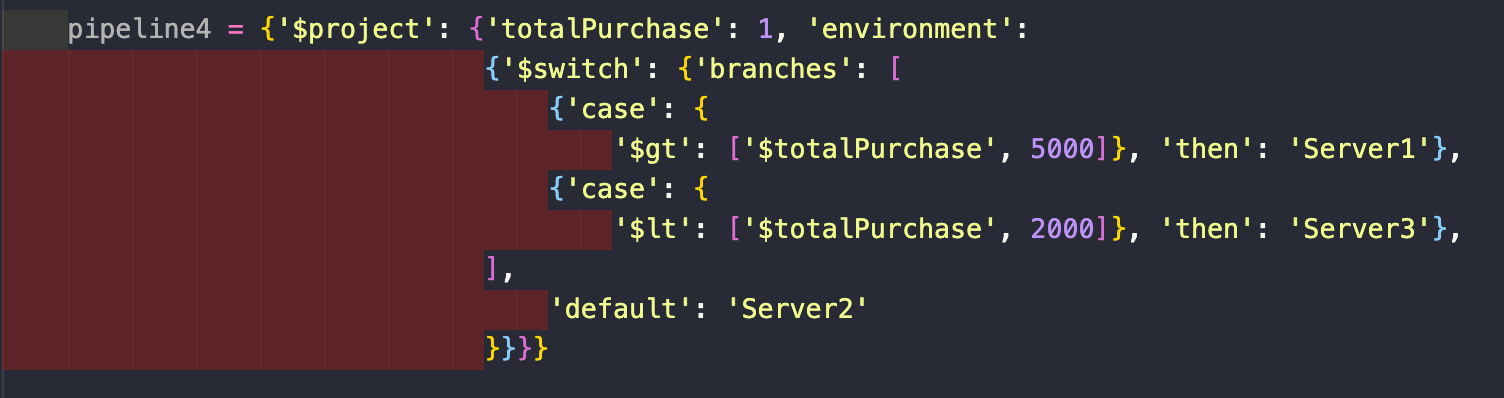 pipeline4 = {'$project': {'totalPurchase': 1, 'environment':
{'$switch': {'branches': [
{'case': {
'$gt': ['$totalPurchase', 5000]}, 'then': 'Server1'},
{'case': {
'$lt': ['$totalPurchase', 2000]}, 'then': 'Server3'},
],
'default': 'Server2'
}}}}